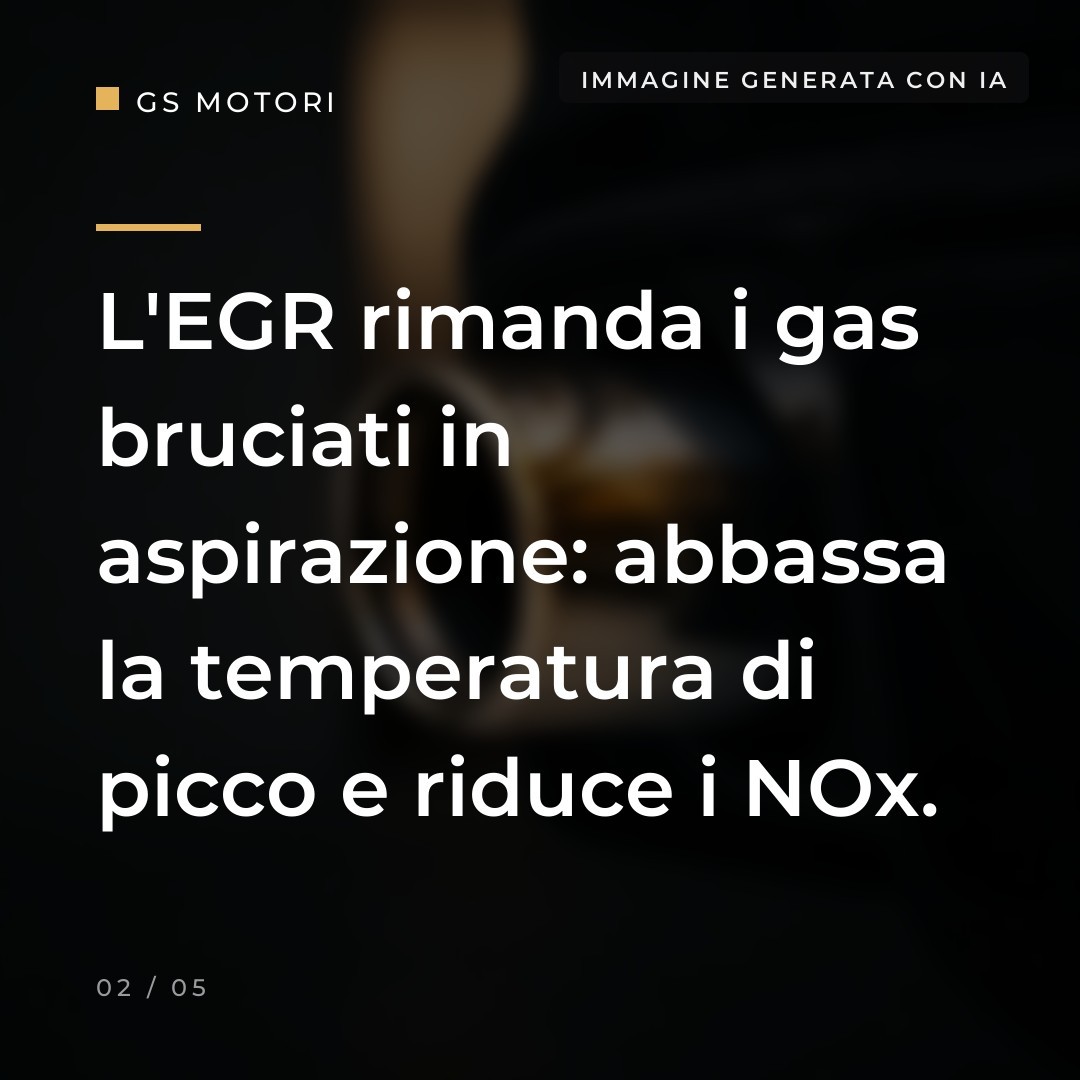 GS MOTORI
IMMAGINE GENERATA CON IA
L'EGR rimanda i gas
bruciati in
aspirazione: abbassa
la temperatura di
picco e riduce i NOx.
02 / 05